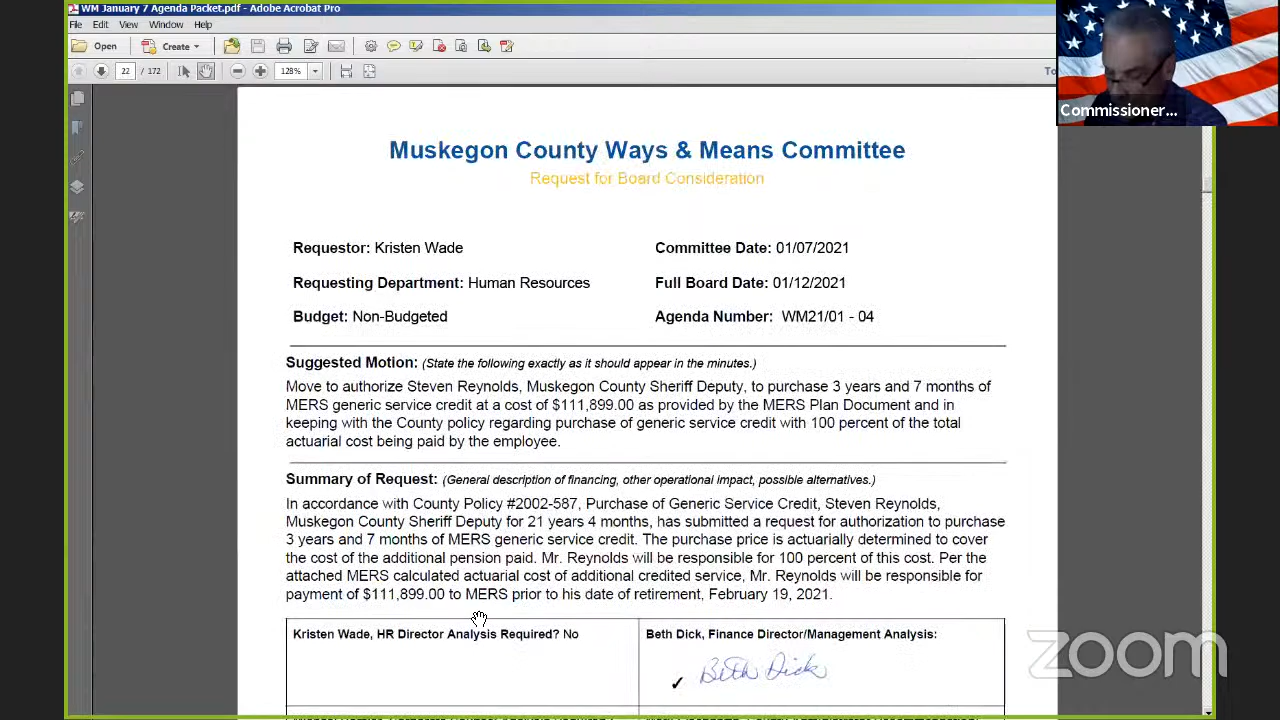 WM January 7 Agenda Packet.pdf - Adobe Acrobat Pro
File Edit View Window Help
Open Create
22 / 172 128% To
Commissioner...
Muskegon County Ways & Means Committee
Request for Board Consideration
Requestor: Kristen Wade Committee Date: 01/07/2021
Requesting Department: Human Resources Full Board Date: 01/12/2021
Budget: Non-Budgeted Agenda Number: WM21/01 - 04
Suggested Motion: (State the following exactly as it should appear in the minutes.)
Move to authorize Steven Reynolds, Muskegon County Sheriff Deputy, to purchase 3 years and 7 months of
MERS generic service credit at a cost of $111,899.00 as provided by the MERS Plan Document and in
keeping with the County policy regarding purchase of generic service credit with 100 percent of the total
actuarial cost being paid by the employee.
Summary of Request: (General description of financing, other operational impact, possible alternatives.)
In accordance with County Policy #2002-587, Purchase of Generic Service Credit, Steven Reynolds,
Muskegon County Sheriff Deputy for 21 years 4 months, has submitted a request for authorization to purchase
3 years and 7 months of MERS generic service credit. The purchase price is actuarially determined to cover
the cost of the additional pension paid. Mr. Reynolds will be responsible for 100 percent of this cost. Per the
attached MERS calculated actuarial cost of additional credited service, Mr. Reynolds will be responsible for
payment of $111,899.00 to MERS prior to his date of retirement, February 19, 2021.
Kristen Wade, HR Director Analysis Required? No Beth Dick, Finance Director/Management Analysis:
✓ Beth Dick
zoom